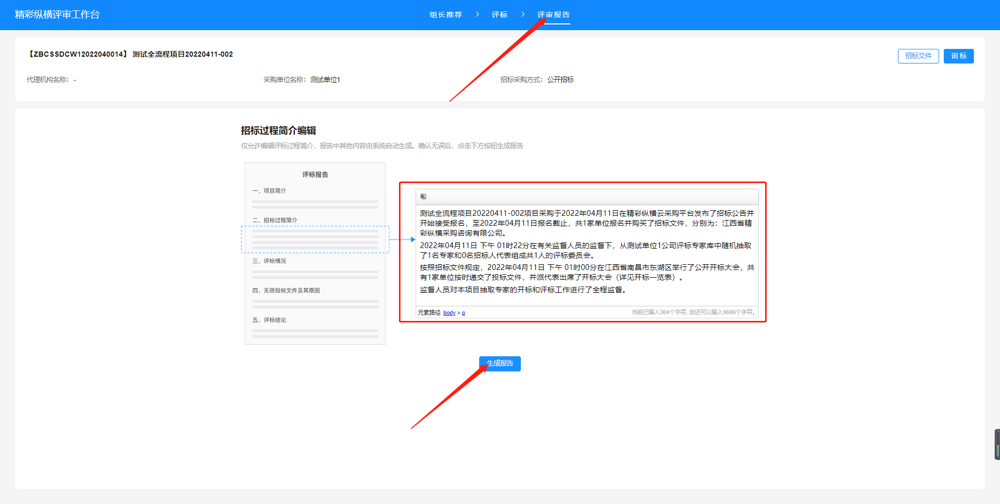 精彩纵横评审工作台
组长推荐 > 评标 > 评审报告
【ZBCSSDCW12022040014】 测试全流程项目20220411-002
招标文件
询 标
代理机构名称： -
采购单位名称： 测试单位1
招标采购方式： 公开招标
招标过程简介编辑
仅允许编辑评标过程简介，报告中其他内容由系统自动生成。确认无误后，点击下方按钮生成报告
评标报告
一、项目简介
二、招标过程简介
三、评标情况
四、无效投标文件及其原因
五、评标结论
测试全流程项目20220411-002项目采购于2022年04月11日在精彩纵横云采购平台发布了招标公告并
开始接受报名，至2022年04月11日报名截止，共1家单位报名并购买了招标文件，分别为：江西省精
彩纵横采购咨询有限公司。
2022年04月11日 下午 01时22分在有关监督人员的监督下，从测试单位1公司评标专家库中随机抽取
了1名专家和0名招标人代表组成共1人的评标委员会。
按照招标文件规定，2022年04月11日 下午 01时00分在江西省南昌市东湖区举行了公开开标大会，共
有1家单位按时递交了投标文件，并派代表出席了开标大会（详见开标一览表）。
监督人员对本项目抽取专家的开标和评标工作进行了全程监督。
元素路径: body > p
当前已输入304个字符, 您还可以输入9696个字符。
生成报告